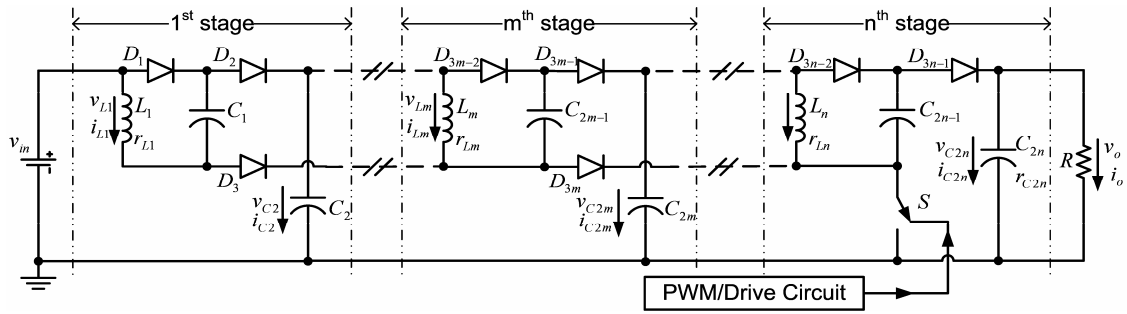 1st stage
mth stage
nth stage
D1
D2
D3m-2
D3m-1
D3n-2
D3n-1
vL1
iL1
L1
rL1
C1
vLm
iLm
Lm
rLm
C2m-1
Ln
rLn
C2n-1
vin
D3
D3m
vC2
iC2
C2
vC2m
iC2m
C2m
S
vC2n
iC2n
C2n
rC2n
R
vo
io
PWM/Drive Circuit